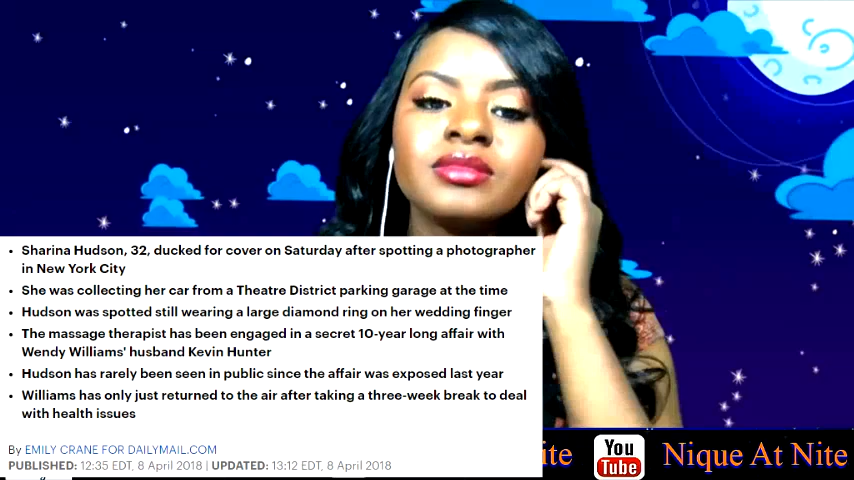 • Sharina Hudson, 32, ducked for cover on Saturday after spotting a photographer
in New York City
• She was collecting her car from a Theatre District parking garage at the time
• Hudson was spotted still wearing a large diamond ring on her wedding finger
• The massage therapist has been engaged in a secret 10-year long affair with
Wendy Williams' husband Kevin Hunter
• Hudson has rarely been seen in public since the affair was exposed last year
• Williams has only just returned to the air after taking a three-week break to deal
with health issues
By EMILY CRANE FOR DAILYMAIL.COM
PUBLISHED: 12:35 EDT, 8 April 2018 | UPDATED: 13:12 EDT, 8 April 2018
ite You Tube Nique At Nite